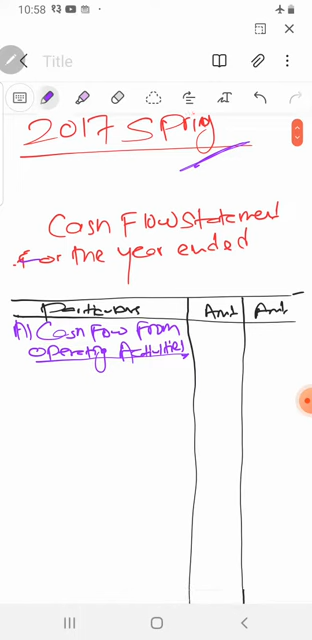 10:58 १३
Title
2017 Spring
Cash Flow Statement
For the year ended
Particulars Amt Amt
A) Cash Flow From
Operating Activities